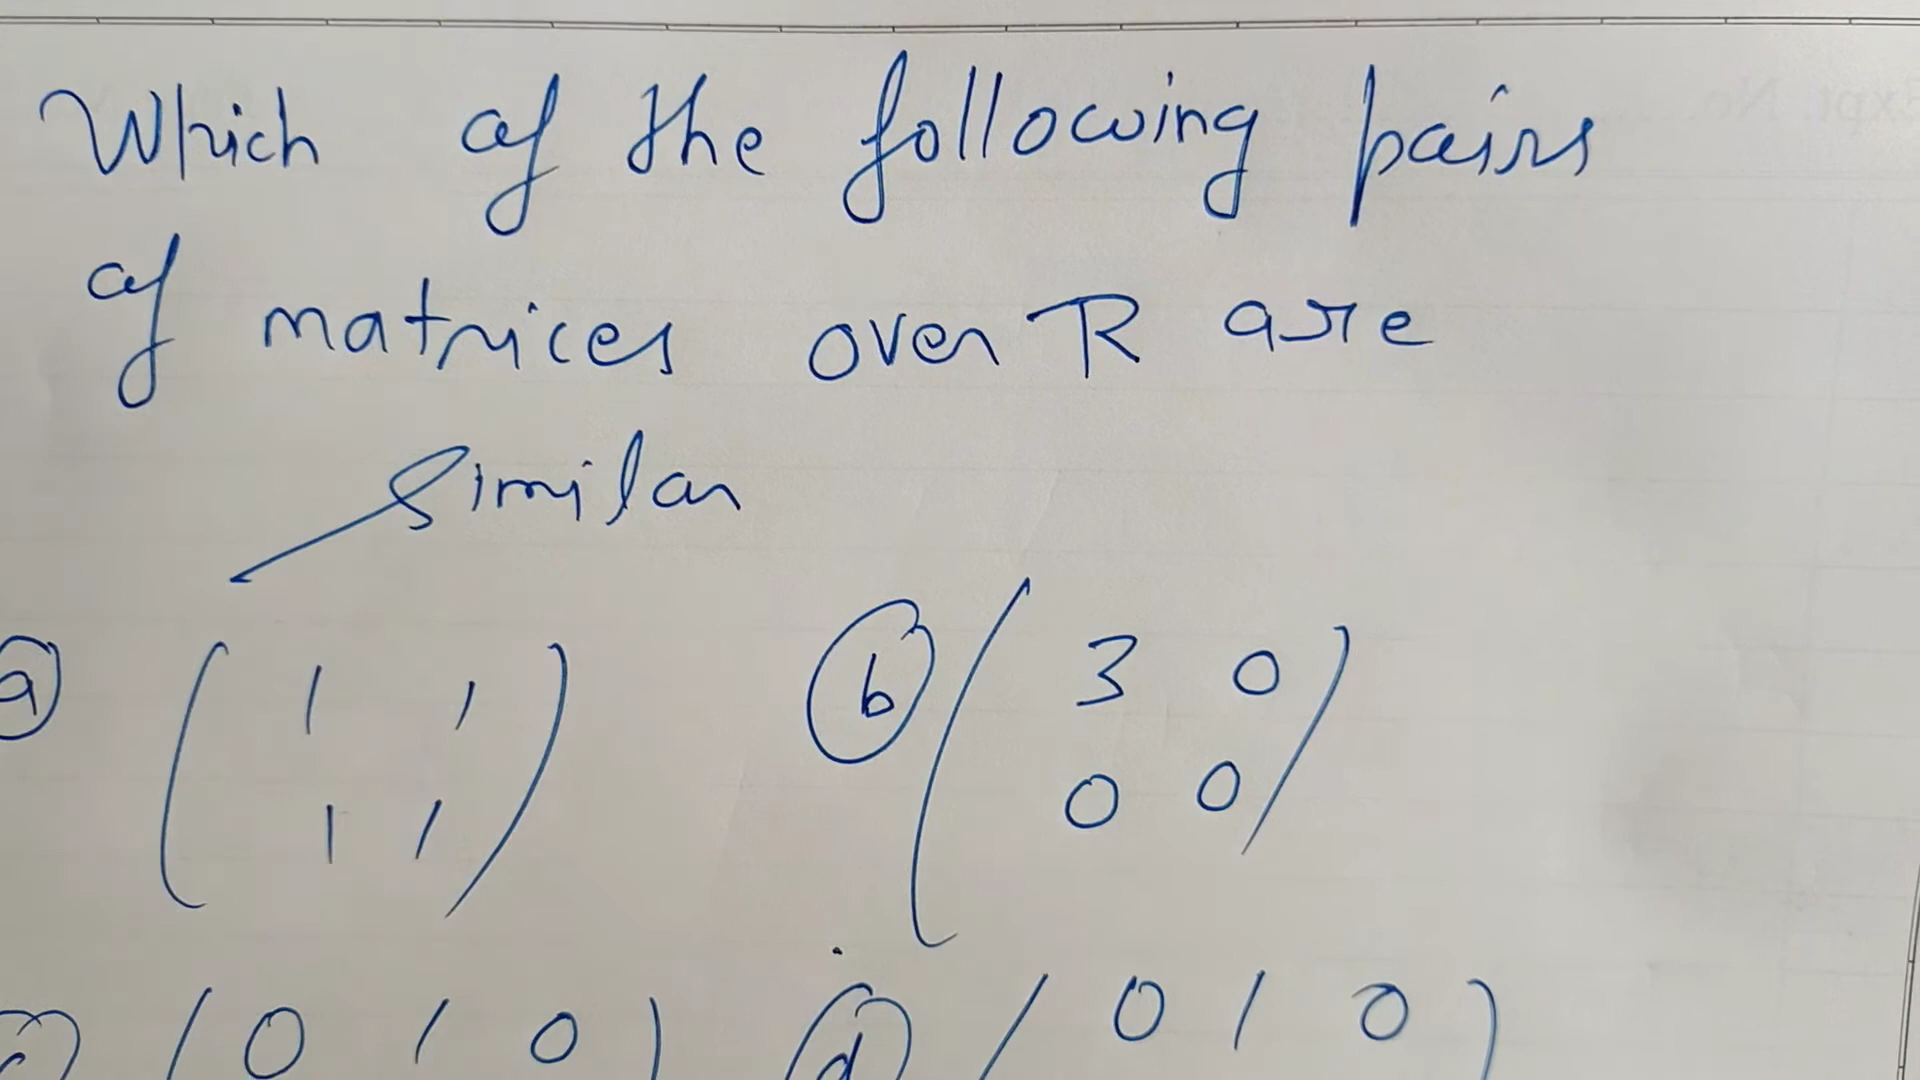 Which of the following pairs
of matrices over R are
similar
(a) ( 1 1 (b) ( 3 0
1 1 ) 0 0 )
(c) ( 0 1 0 ) (d) ( 0 1 0 )